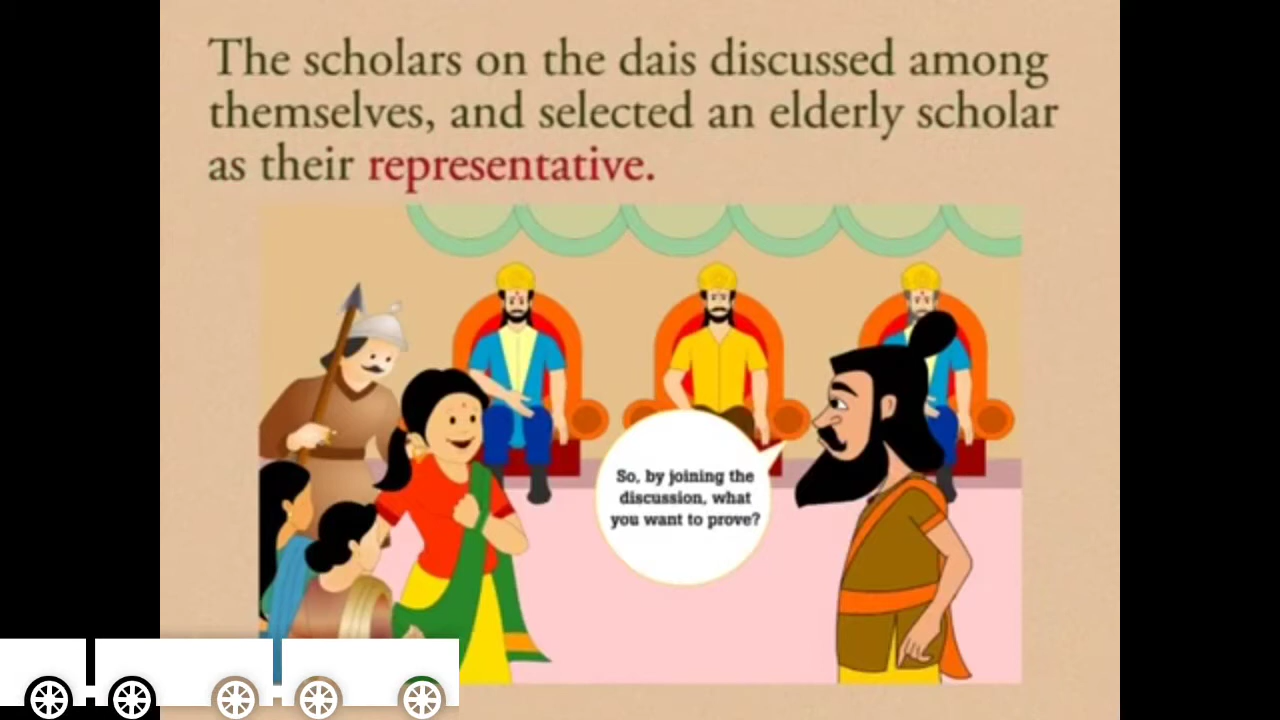 The scholars on the dais discussed among
themselves, and selected an elderly scholar
as their representative.
So, by joining the
discussion, what
you want to prove?